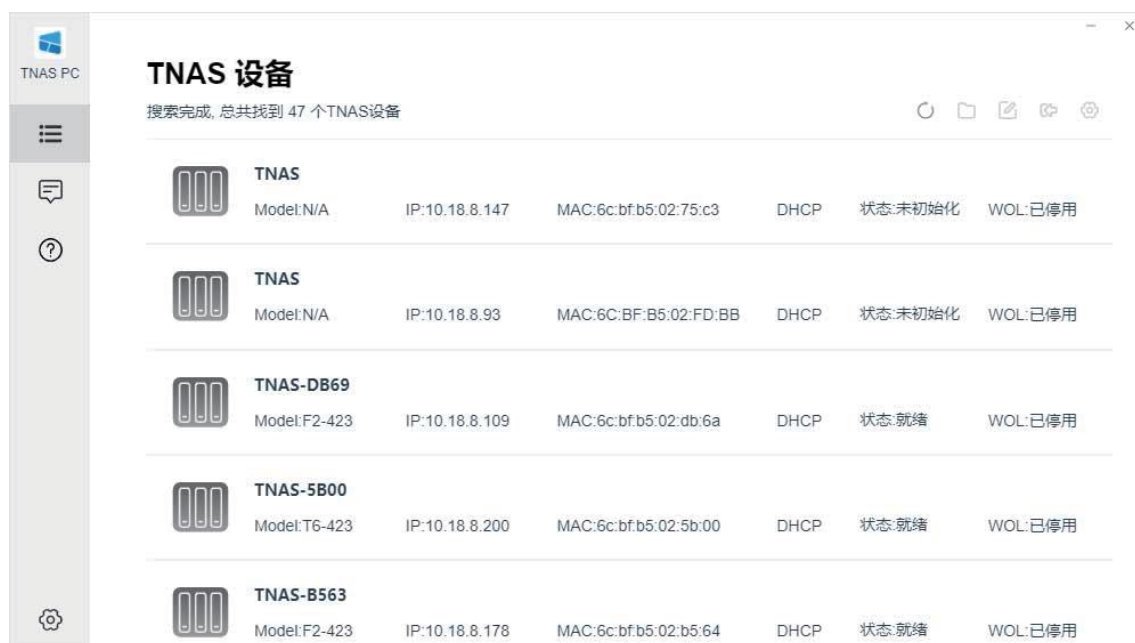 TNAS PC
TNAS 设备
搜索完成, 总共找到 47 个TNAS设备
TNAS
Model:N/A IP:10.18.8.147 MAC:6c:bf:b5:02:75:c3 DHCP 状态:未初始化 WOL:已停用
TNAS
Model:N/A IP:10.18.8.93 MAC:6C:BF:B5:02:FD:BB DHCP 状态:未初始化 WOL:已停用
TNAS-DB69
Model:F2-423 IP:10.18.8.109 MAC:6c:bf:b5:02:db:6a DHCP 状态:就绪 WOL:已停用
TNAS-5B00
Model:T6-423 IP:10.18.8.200 MAC:6c:bf:b5:02:5b:00 DHCP 状态:就绪 WOL:已停用
TNAS-B563
Model:F2-423 IP:10.18.8.178 MAC:6c:bf:b5:02:b5:64 DHCP 状态:就绪 WOL:已停用